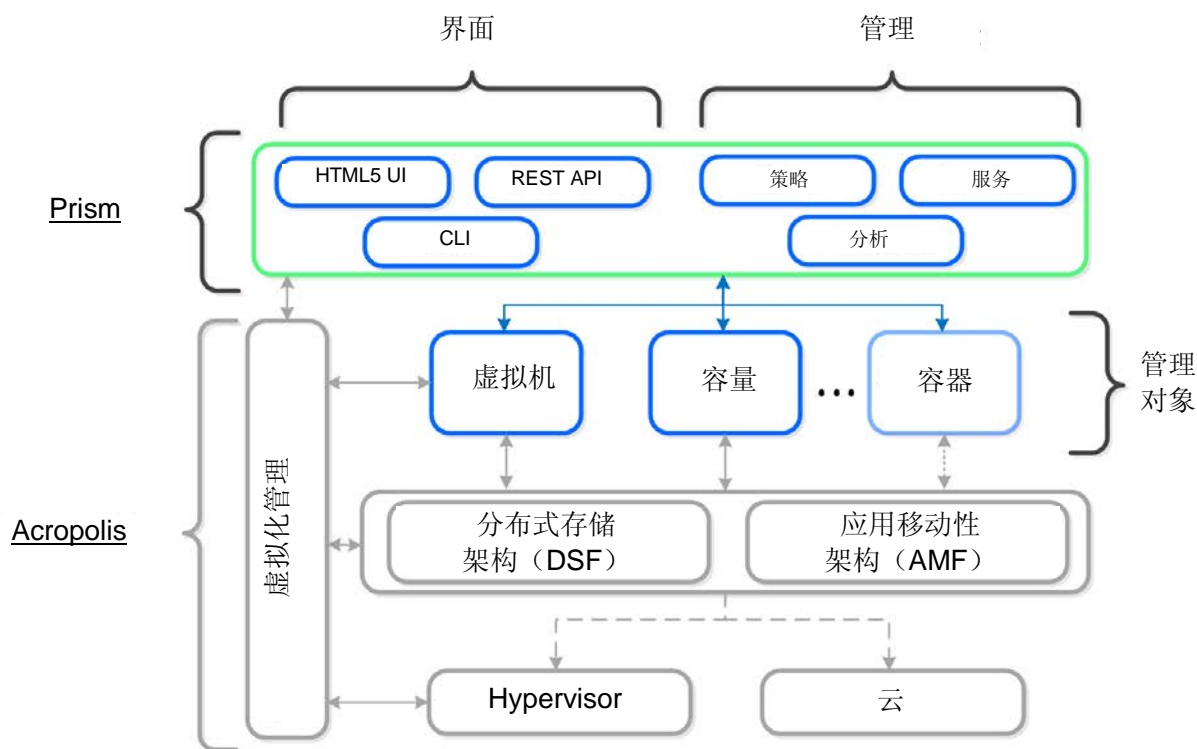 界面
管理
Prism
HTML5 UI
REST API
策略
服务
CLI
分析
虚拟机
容量
...
容器
管理
对象
Acropolis
虚拟化管理
分布式存储
架构（DSF）
应用移动性
架构（AMF）
Hypervisor
云